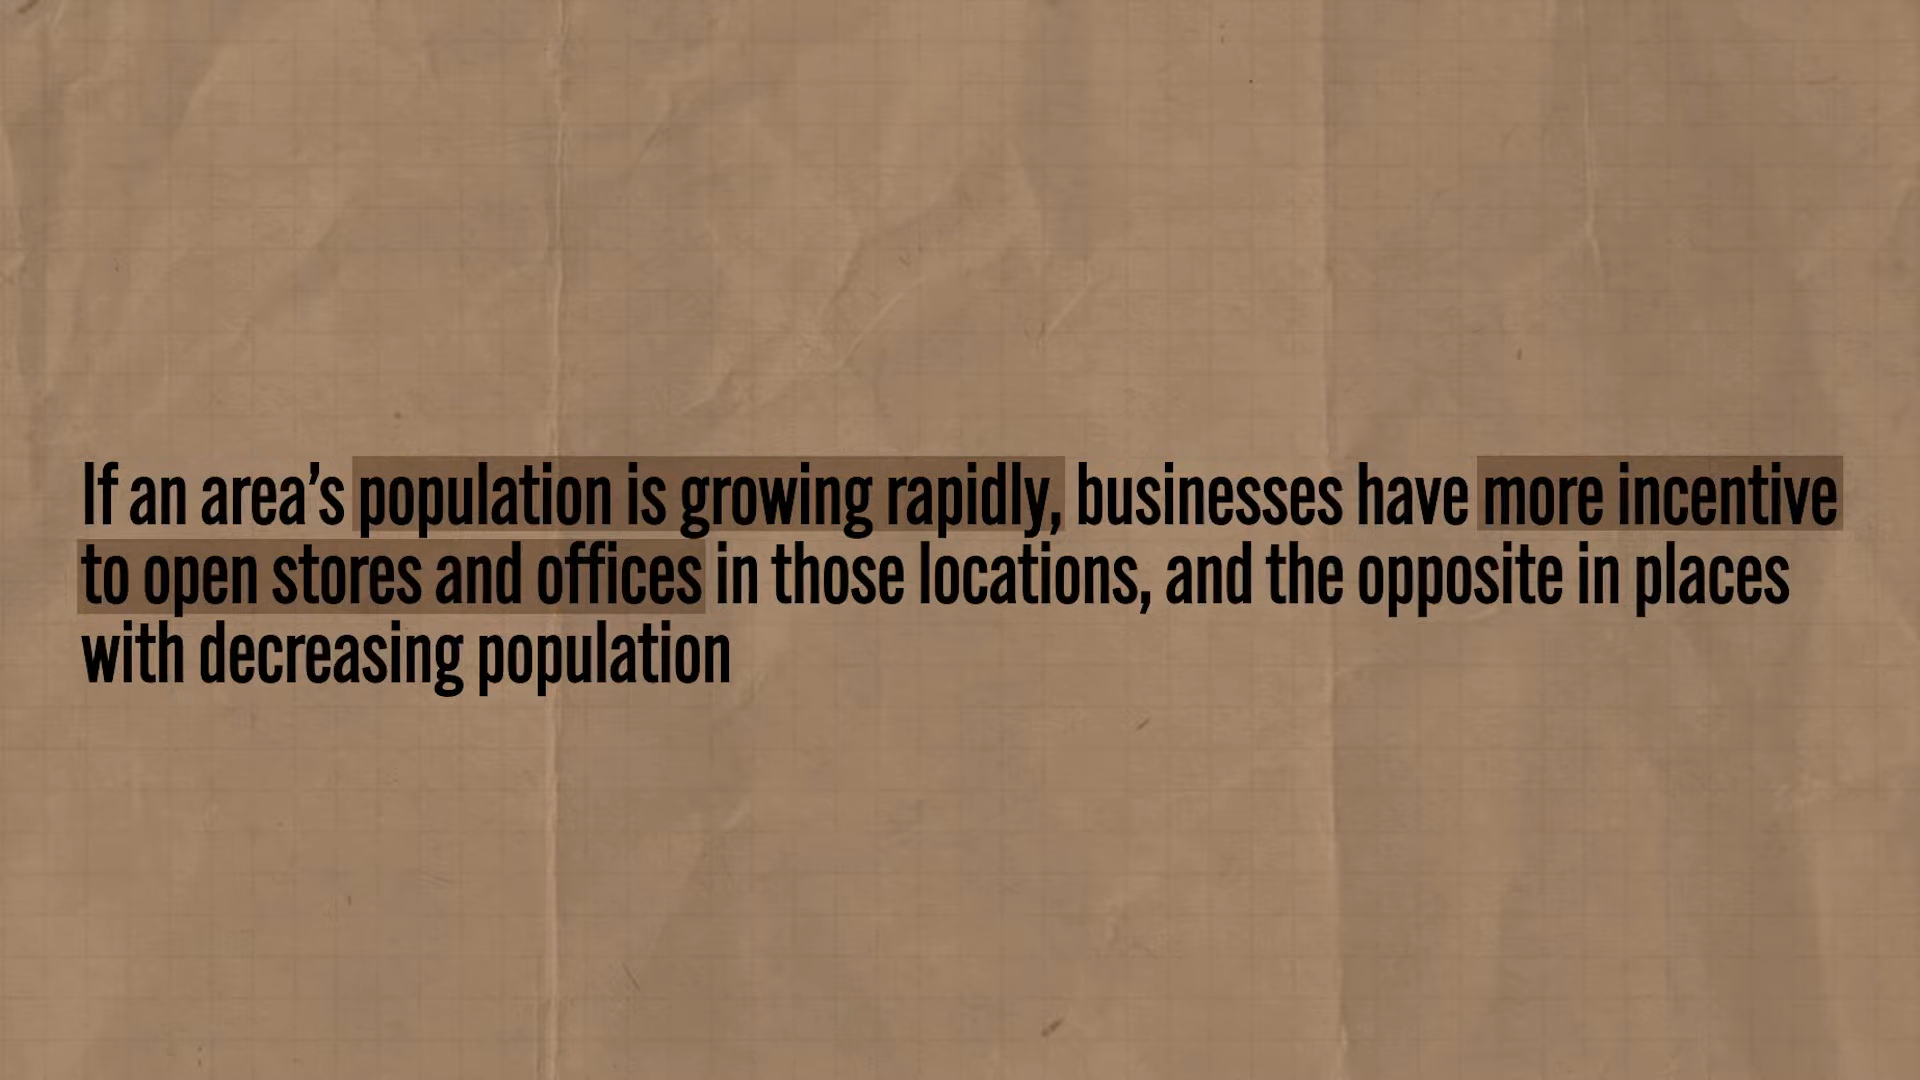 If an area’s population is growing rapidly, businesses have more incentive
to open stores and offices in those locations, and the opposite in places
with decreasing population